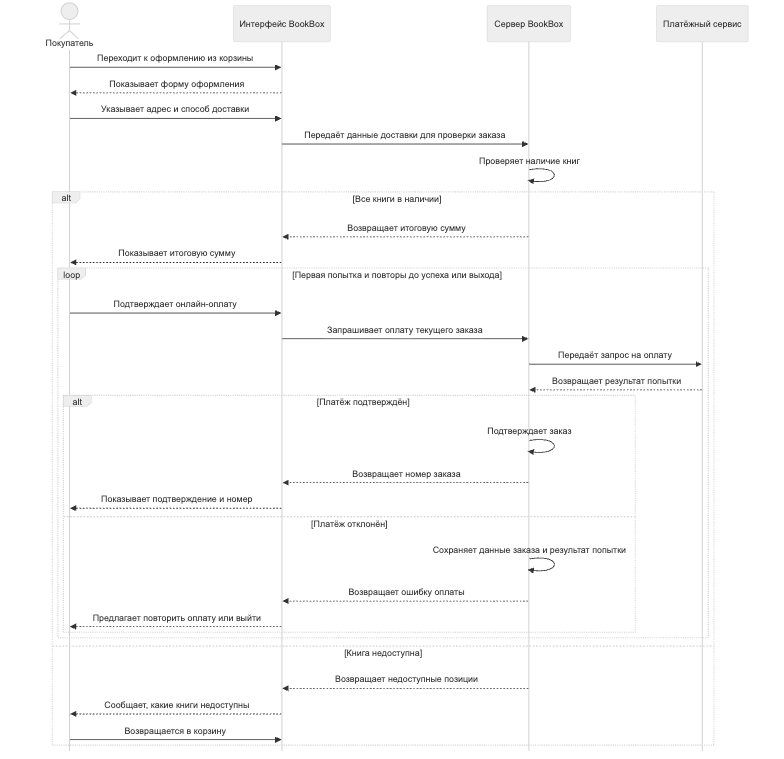 Покупатель
Интерфейс BookBox
Сервер BookBox
Платёжный сервис
Переходит к оформлению из корзины
Показывает форму оформления
Указывает адрес и способ доставки
Передаёт данные доставки для проверки заказа
Проверяет наличие книг
alt
[Все книги в наличии]
Возвращает итоговую сумму
Показывает итоговую сумму
loop
[Первая попытка и повторы до успеха или выхода]
Подтверждает онлайн-оплату
Запрашивает оплату текущего заказа
Передаёт запрос на оплату
Возвращает результат попытки
alt
[Платёж подтверждён]
Подтверждает заказ
Возвращает номер заказа
Показывает подтверждение и номер
[Платёж отклонён]
Сохраняет данные заказа и результат попытки
Возвращает ошибку оплаты
Предлагает повторить оплату или выйти
[Книга недоступна]
Возвращает недоступные позиции
Сообщает, какие книги недоступны
Возвращается в корзину